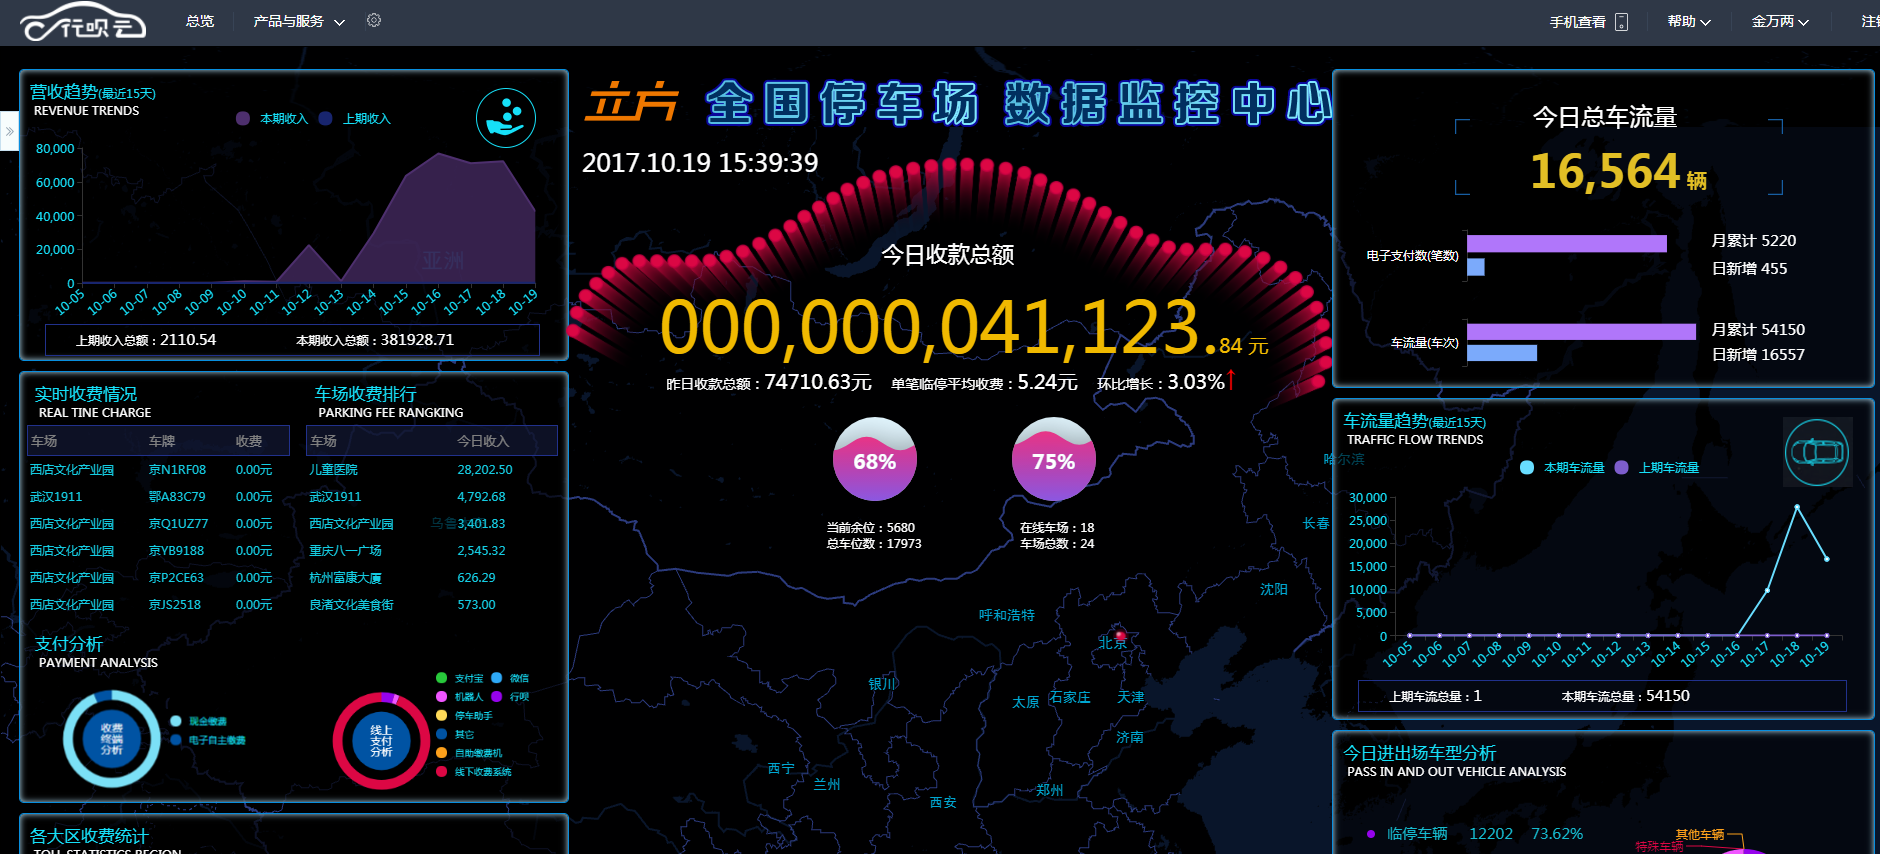 行呗云
总览 产品与服务
手机查看 帮助 金万两
营收趋势(最近15天)
REVENUE TRENDS
本期收入 上期收入
80,000
60,000
40,000
20,000
0
10-05 10-06 10-07 10-08 10-09 10-10 10-11 10-12 10-13 10-14 10-15 10-16 10-17 10-18 10-19
亚洲
上期收入总额：2110.54 本期收入总额：381928.71
实时收费情况
REAL TINE CHARGE
车场 车牌 收费
西店文化产业园 京N1RF08 0.00元
武汉1911 鄂A83C79 0.00元
西店文化产业园 京Q1UZ77 0.00元
西店文化产业园 京YB9188 0.00元
西店文化产业园 京P2CE63 0.00元
西店文化产业园 京JS2518 0.00元
车场收费排行
PARKING FEE RANGKING
车场 今日收入
儿童医院 28,202.50
武汉1911 4,792.68
西店文化产业园 3,401.83
重庆八一广场 2,545.32
杭州富康大厦 626.29
良渚文化美食街 573.00
支付分析
PAYMENT ANALYSIS
收费
终端
分析
现金缴费
电子自主缴费
线上
支付
分析
支付宝 微信
机器人 行呗
停车助手
其它
自助缴费机
线下收费系统
各大区收费统计
TOLL STATISTICS REGION
立方 全国停车场 数据监控中心
2017.10.19 15:39:39
今日收款总额
000,000,041,123.84 元
昨日收款总额：74710.63元 单笔临停平均收费：5.24元 环比增长：3.03%↑
68%
75%
当前余位：5680
总车位数：17973
在线车场：18
车场总数：24
哈尔滨
长春
沈阳
呼和浩特
北京
银川
太原
石家庄
天津
济南
西宁
兰州
西安
郑州
今日总车流量
16,564 辆
电子支付数(笔数)
月累计 5220
日新增 455
车流量(车次)
月累计 54150
日新增 16557
车流量趋势(最近15天)
TRAFFIC FLOW TRENDS
本期车流量 上期车流量
30,000
25,000
20,000
15,000
10,000
5,000
0
10-05 10-06 10-07 10-08 10-09 10-10 10-11 10-12 10-13 10-14 10-15 10-16 10-17 10-18 10-19
上期车流总量：1 本期车流总量：54150
今日进出场车型分析
PASS IN AND OUT VEHICLE ANALYSIS
临停车辆 12202 73.62%
其他车辆
特殊车辆